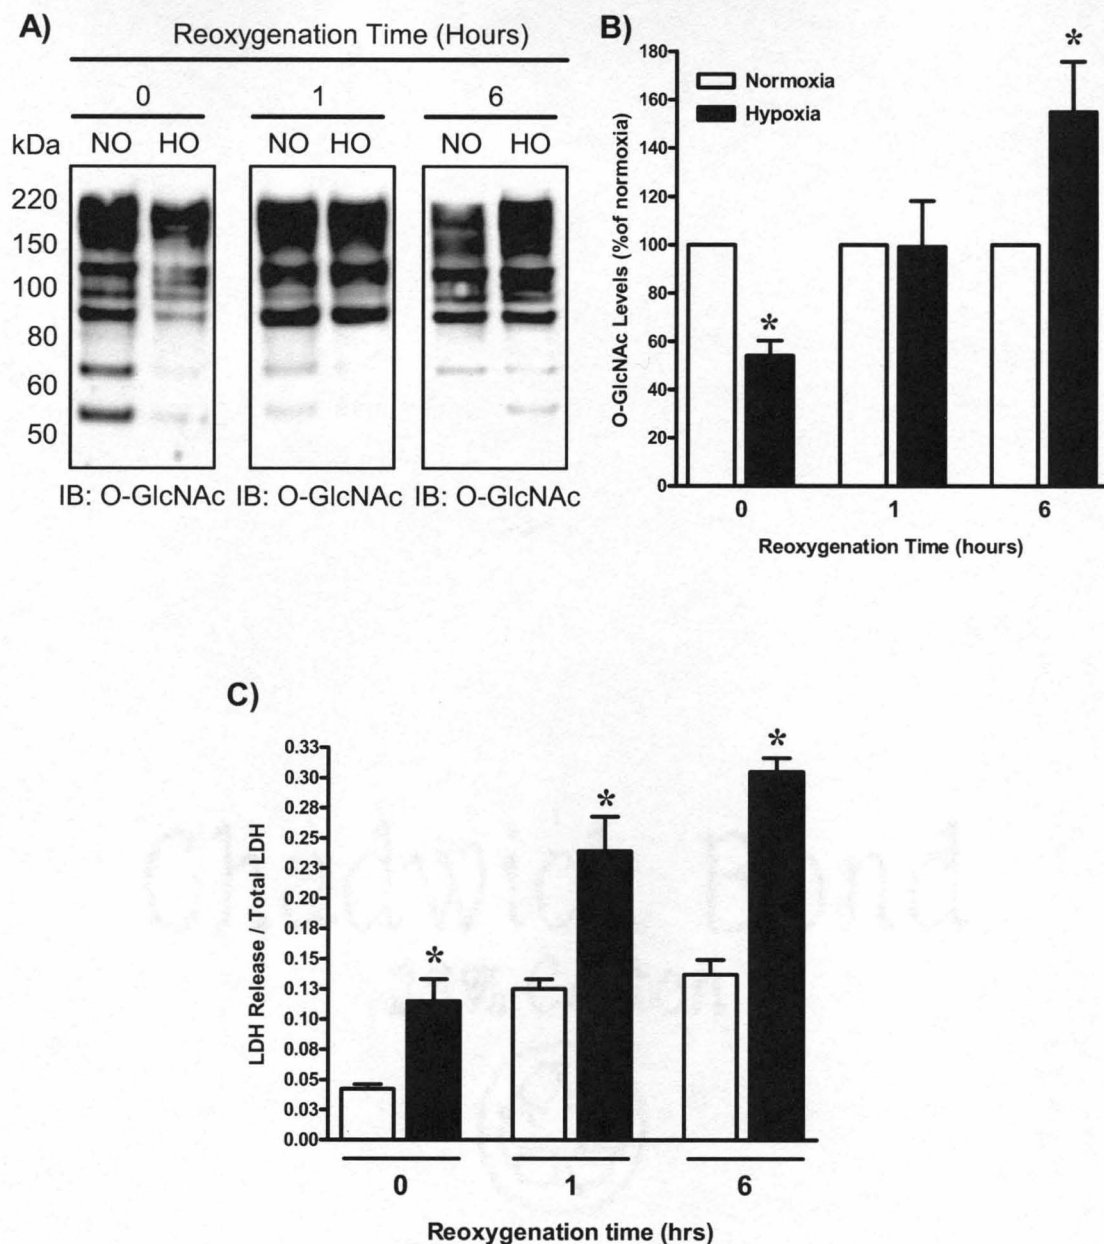 A)
Reoxygenation Time (Hours)
0 1 6
kDa NO HO NO HO NO HO
220
150
100
80
60
50
IB: O-GlcNAc IB: O-GlcNAc IB: O-GlcNAc
B)
O-GlcNAc Levels (%of normoxia)
180
160
140
120
100
80
60
40
20
0
Normoxia
Hypoxia
*
*
0 1 6
Reoxygenation Time (hours)
C)
LDH Release / Total LDH
0.33
0.30
0.28
0.25
0.23
0.20
0.18
0.15
0.13
0.10
0.08
0.05
0.03
0.00
*
*
*
0 1 6
Reoxygenation time (hrs)